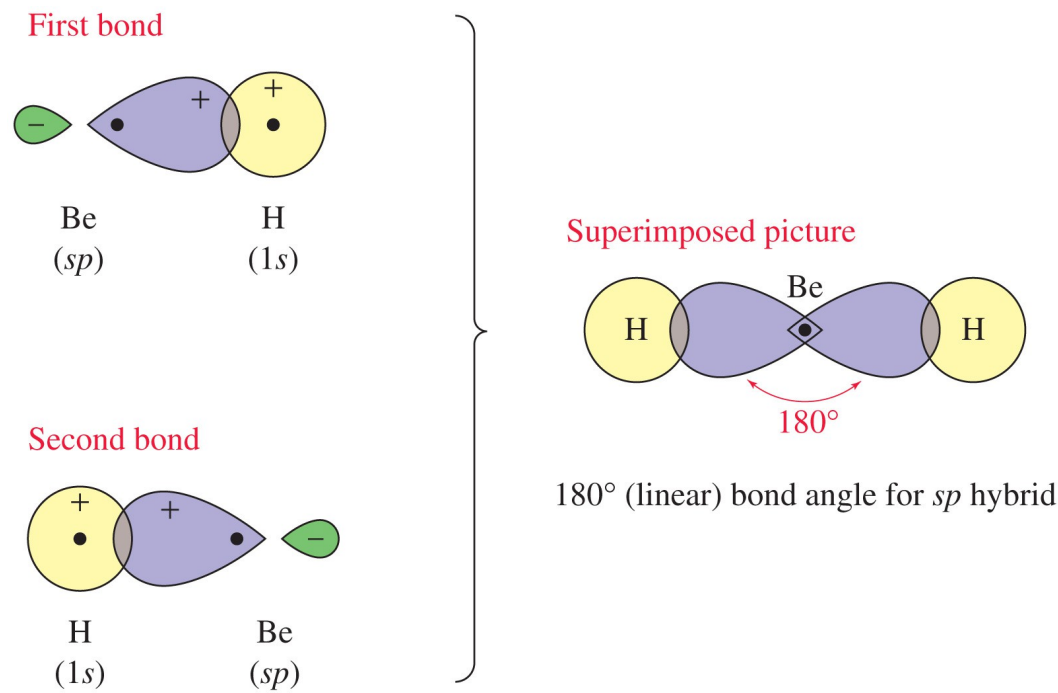 First bond
− + +
Be H
(sp) (1s)
Second bond
+ + −
H Be
(1s) (sp)
Superimposed picture
Be
H H
180°
180° (linear) bond angle for sp hybrid